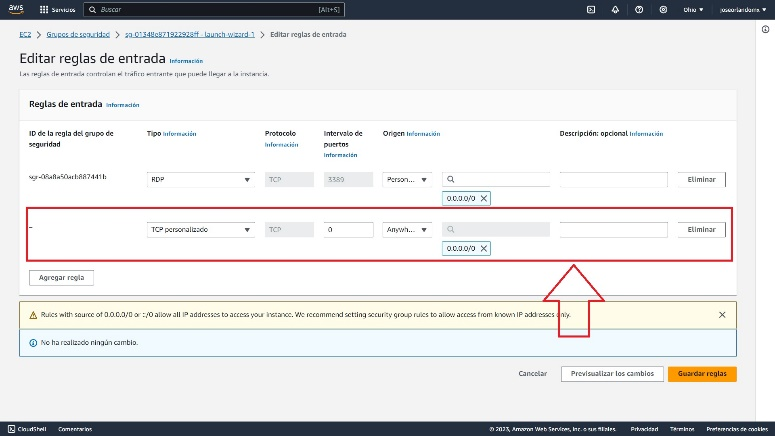 aws Servicios Buscar [Alt+S] Ohio joseorlandomx
EC2 > Grupos de seguridad > sg-01348e871922928ff - launch-wizard-1 > Editar reglas de entrada
Editar reglas de entrada Información
Las reglas de entrada controlan el tráfico entrante que puede llegar a la instancia.
Reglas de entrada Información
ID de la regla del grupo de seguridad
Tipo Información
Protocolo Información
Intervalo de puertos Información
Origen Información
Descripción: opcional Información
sgr-08a8a50acb887441b RDP TCP 3389 Person... Eliminar
0.0.0.0/0
– TCP personalizado TCP 0 Anywh... Eliminar
0.0.0.0/0
Agregar regla
Rules with source of 0.0.0.0/0 or ::/0 allow all IP addresses to access your instance. We recommend setting security group rules to allow access from known IP addresses only.
No ha realizado ningún cambio.
Cancelar Previsualizar los cambios Guardar reglas
CloudShell Comentarios © 2023, Amazon Web Services, Inc. o sus filiales. Privacidad Términos Preferencias de cookies